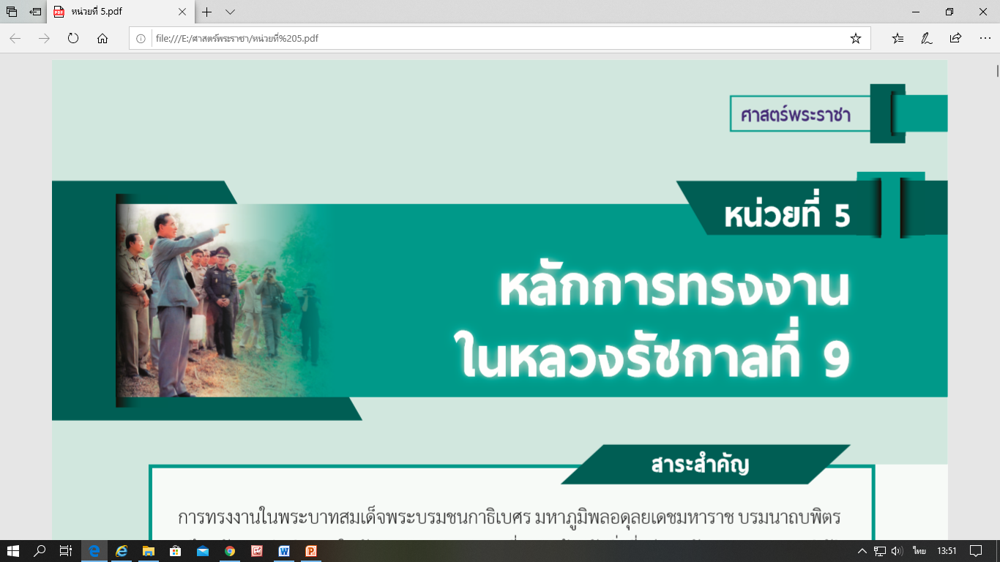 หน่วยที่ 5.pdf
file:///E:/ศาสตร์พระราชา/หน่วยที่%205.pdf
ศาสตร์พระราชา
หน่วยที่ 5
หลักการทรงงาน
ในหลวงรัชกาลที่ 9
สาระสำคัญ
การทรงงานในพระบาทสมเด็จพระบรมชนกาธิเบศร มหาภูมิพลอดุลยเดชมหาราช บรมนาถบพิตร
ไทย 13:51